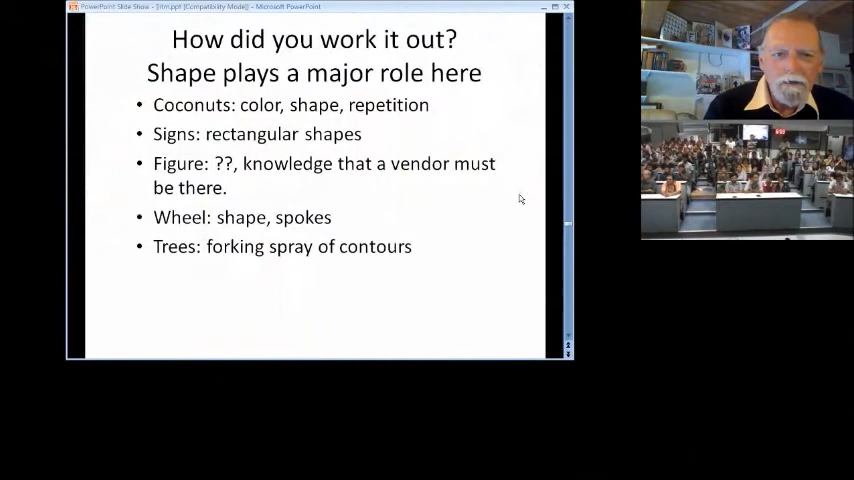 PowerPoint Slide Show - [iitm.ppt [Compatibility Mode]] - Microsoft PowerPoint
How did you work it out?
Shape plays a major role here
• Coconuts: color, shape, repetition
• Signs: rectangular shapes
• Figure: ??, knowledge that a vendor must
be there.
• Wheel: shape, spokes
• Trees: forking spray of contours